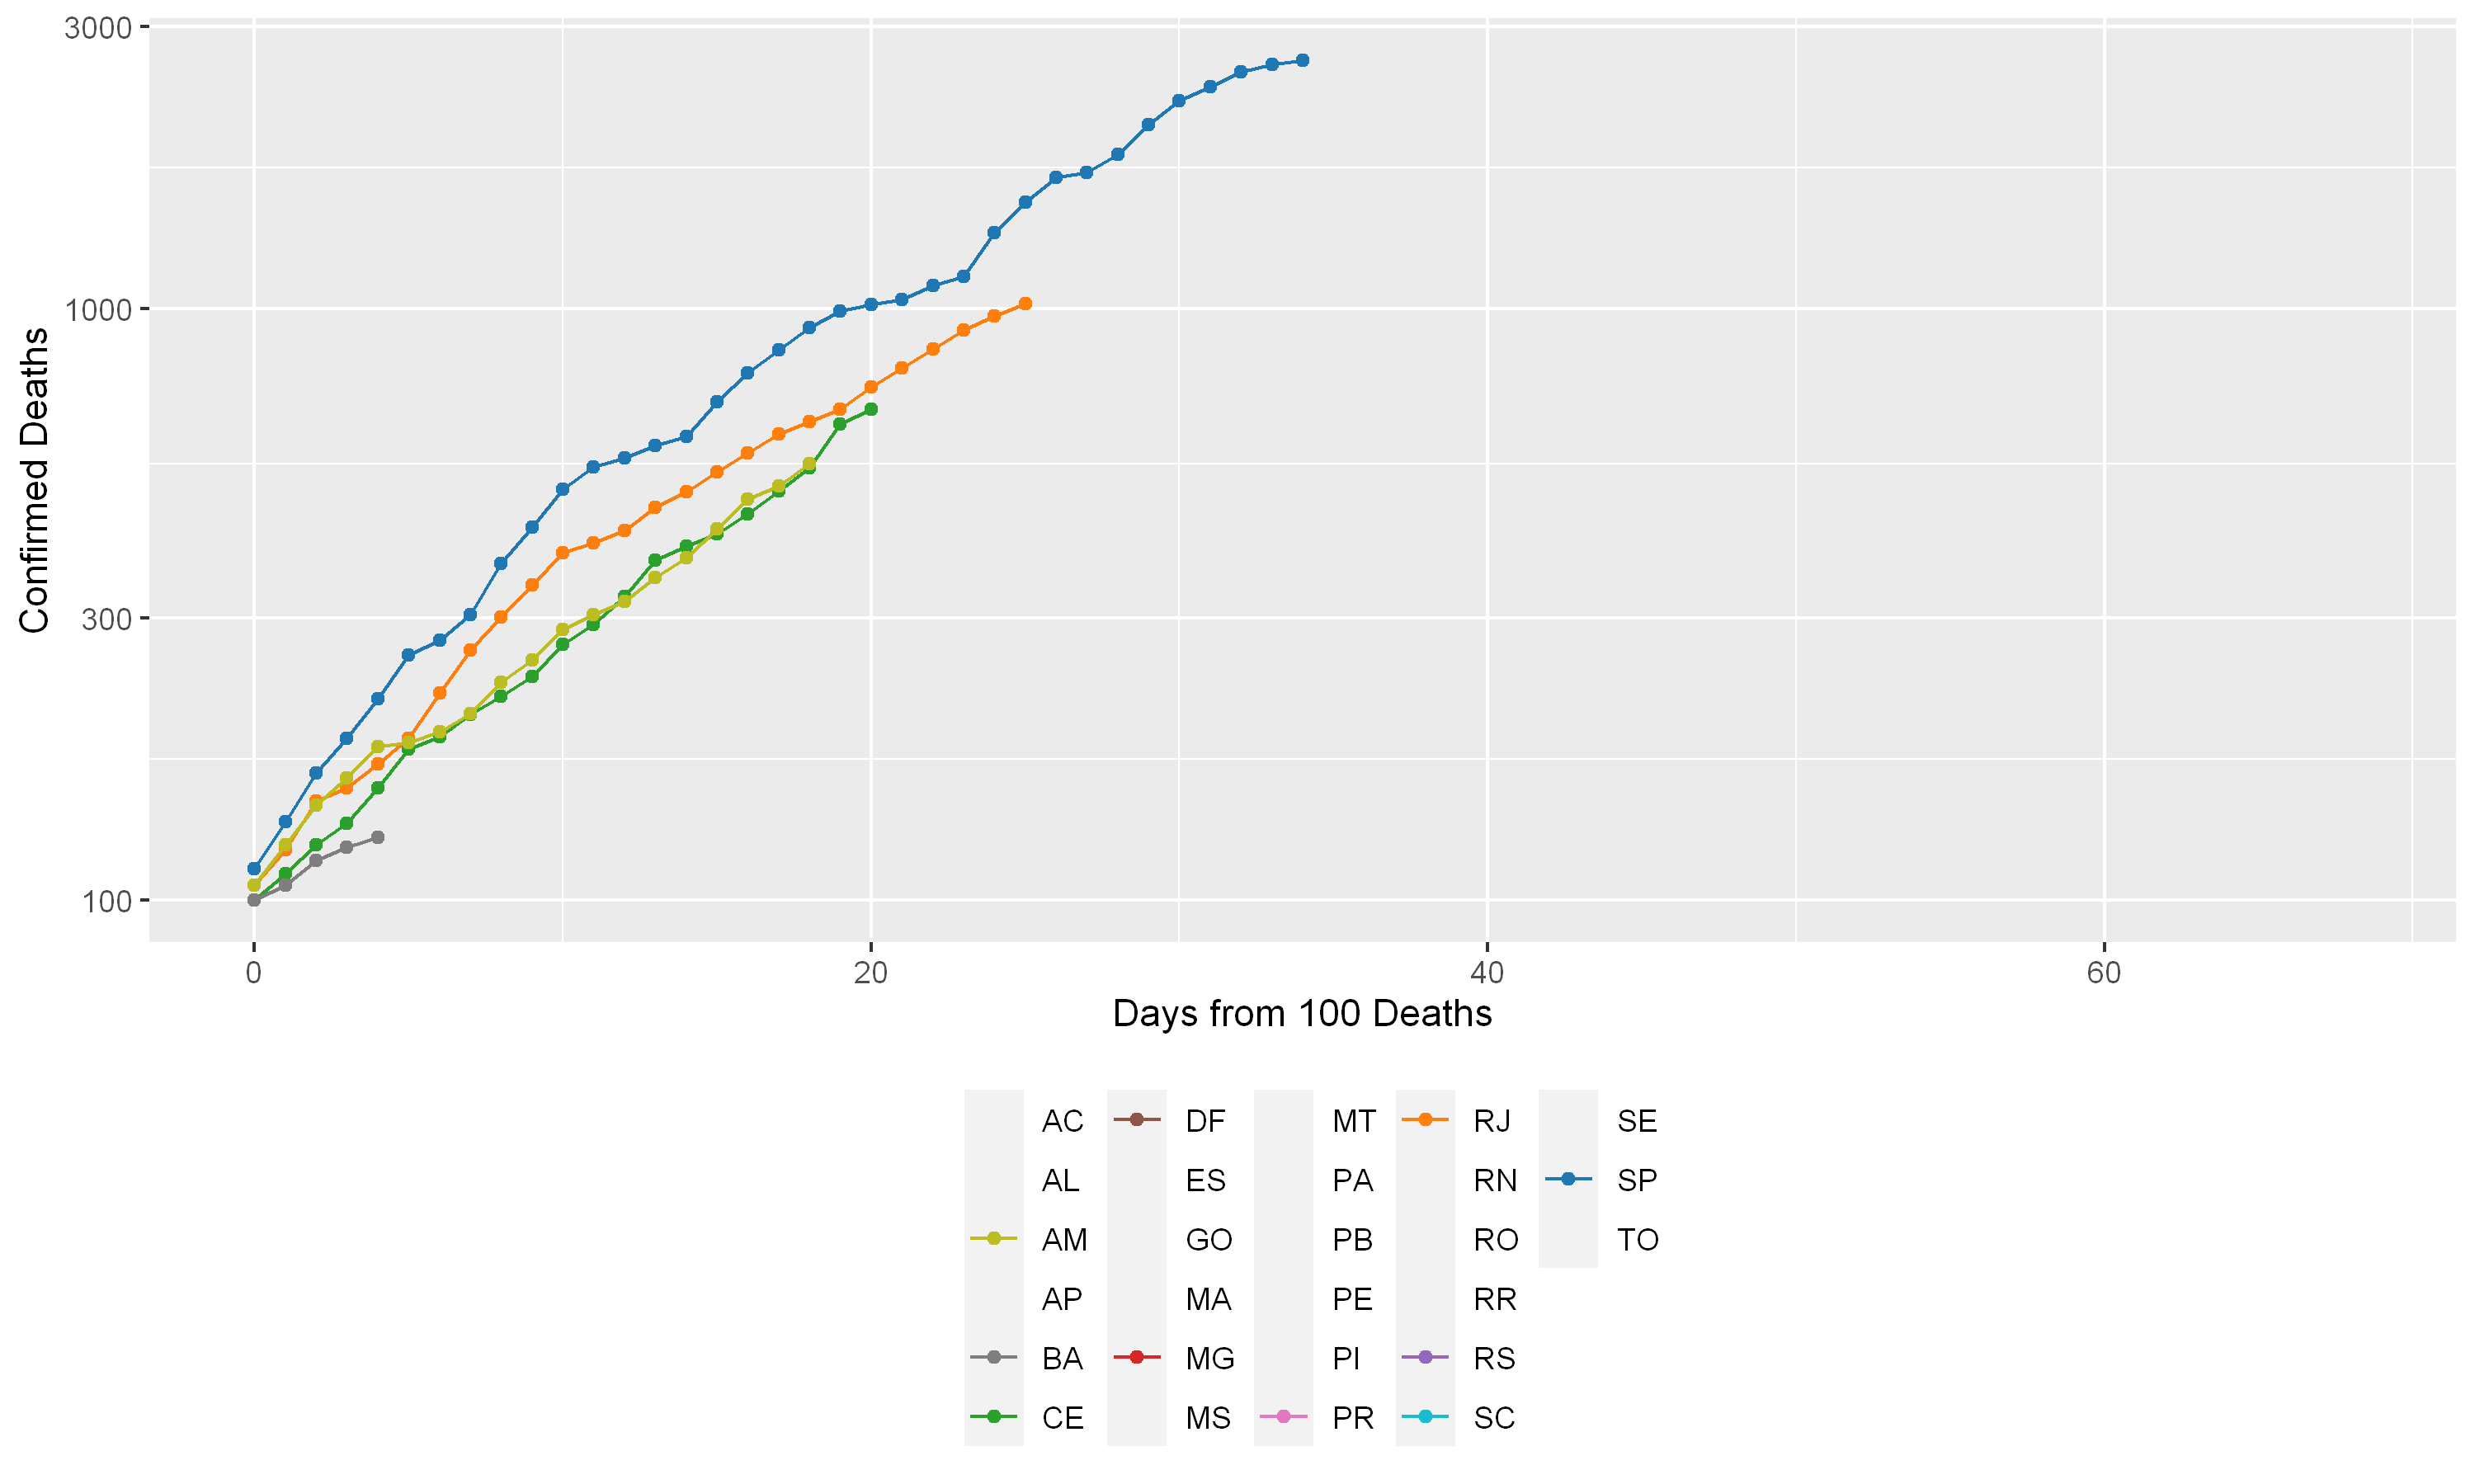 3000
1000
300
100
Confirmed Deaths
0 20 40 60
Days from 100 Deaths
AC DF MT RJ SE
AL ES PA RN SP
AM GO PB RO TO
AP MA PE RR
BA MG PI RS
CE MS PR SC